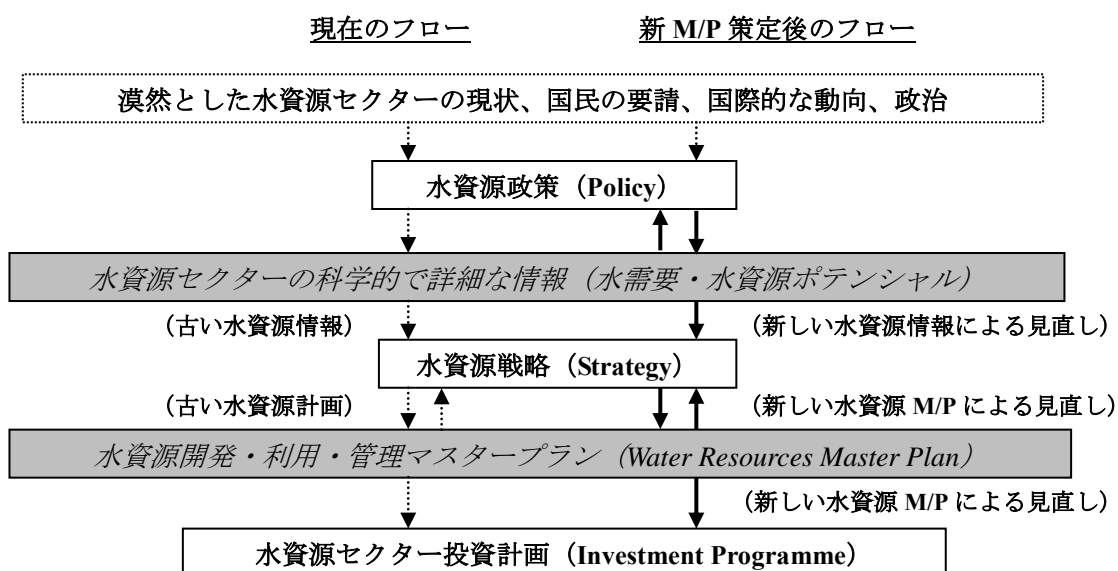 現在のフロー 新 M/P 策定後のフロー
漠然とした水資源セクターの現状、国民の要請、国際的な動向、政治
水資源政策（Policy）
水資源セクターの科学的で詳細な情報（水需要・水資源ポテンシャル）
（古い水資源情報） （新しい水資源情報による見直し）
水資源戦略（Strategy）
（古い水資源計画） （新しい水資源 M/P による見直し）
水資源開発・利用・管理マスタープラン（Water Resources Master Plan）
（新しい水資源 M/P による見直し）
水資源セクター投資計画（Investment Programme）